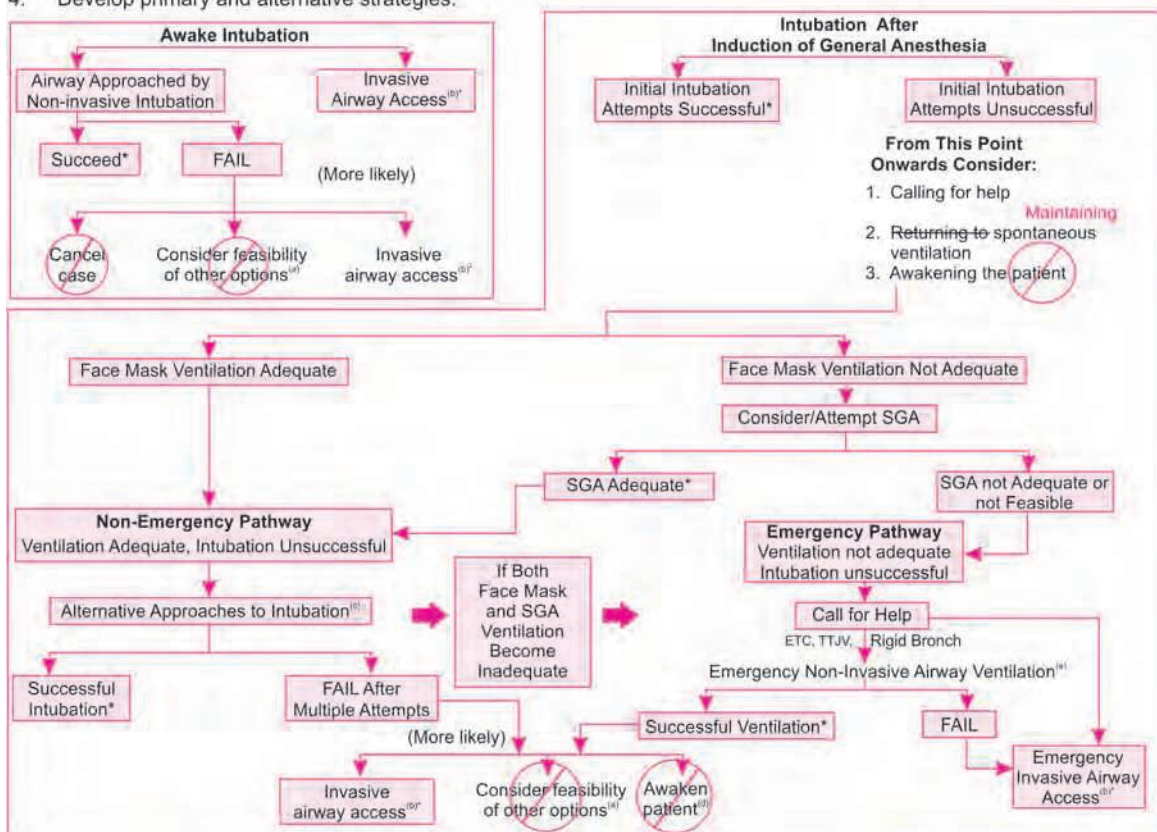 4. Develop primary and alternative strategies:
Awake Intubation
Airway Approached by
Non-invasive Intubation
Invasive
Airway Access(b)*
Succeed*
FAIL
(More likely)
Cancel
case
Consider feasibility
of other options(a)
Invasive
airway access(b)*
Intubation After
Induction of General Anesthesia
Initial Intubation
Attempts Successful*
Initial Intubation
Attempts Unsuccessful
From This Point
Onwards Consider:
1. Calling for help
Maintaining
2. Returning to spontaneous
ventilation
3. Awakening the patient
Face Mask Ventilation Adequate
Face Mask Ventilation Not Adequate
Consider/Attempt SGA
SGA Adequate*
SGA not Adequate or
not Feasible
Non-Emergency Pathway
Ventilation Adequate, Intubation Unsuccessful
Emergency Pathway
Ventilation not adequate
Intubation unsuccessful
If Both
Face Mask
and SGA
Ventilation
Become
Inadequate
Alternative Approaches to Intubation(c)
Call for Help
ETC, TTJV, Rigid Bronch
Emergency Non-Invasive Airway Ventilation(e)
Successful
Intubation*
FAIL After
Multiple Attempts
Successful Ventilation*
FAIL
(More likely)
Invasive
airway access(b)*
Consider feasibility
of other options(a)
Awaken
patient(d)
Emergency
Invasive Airway
Access(b)*